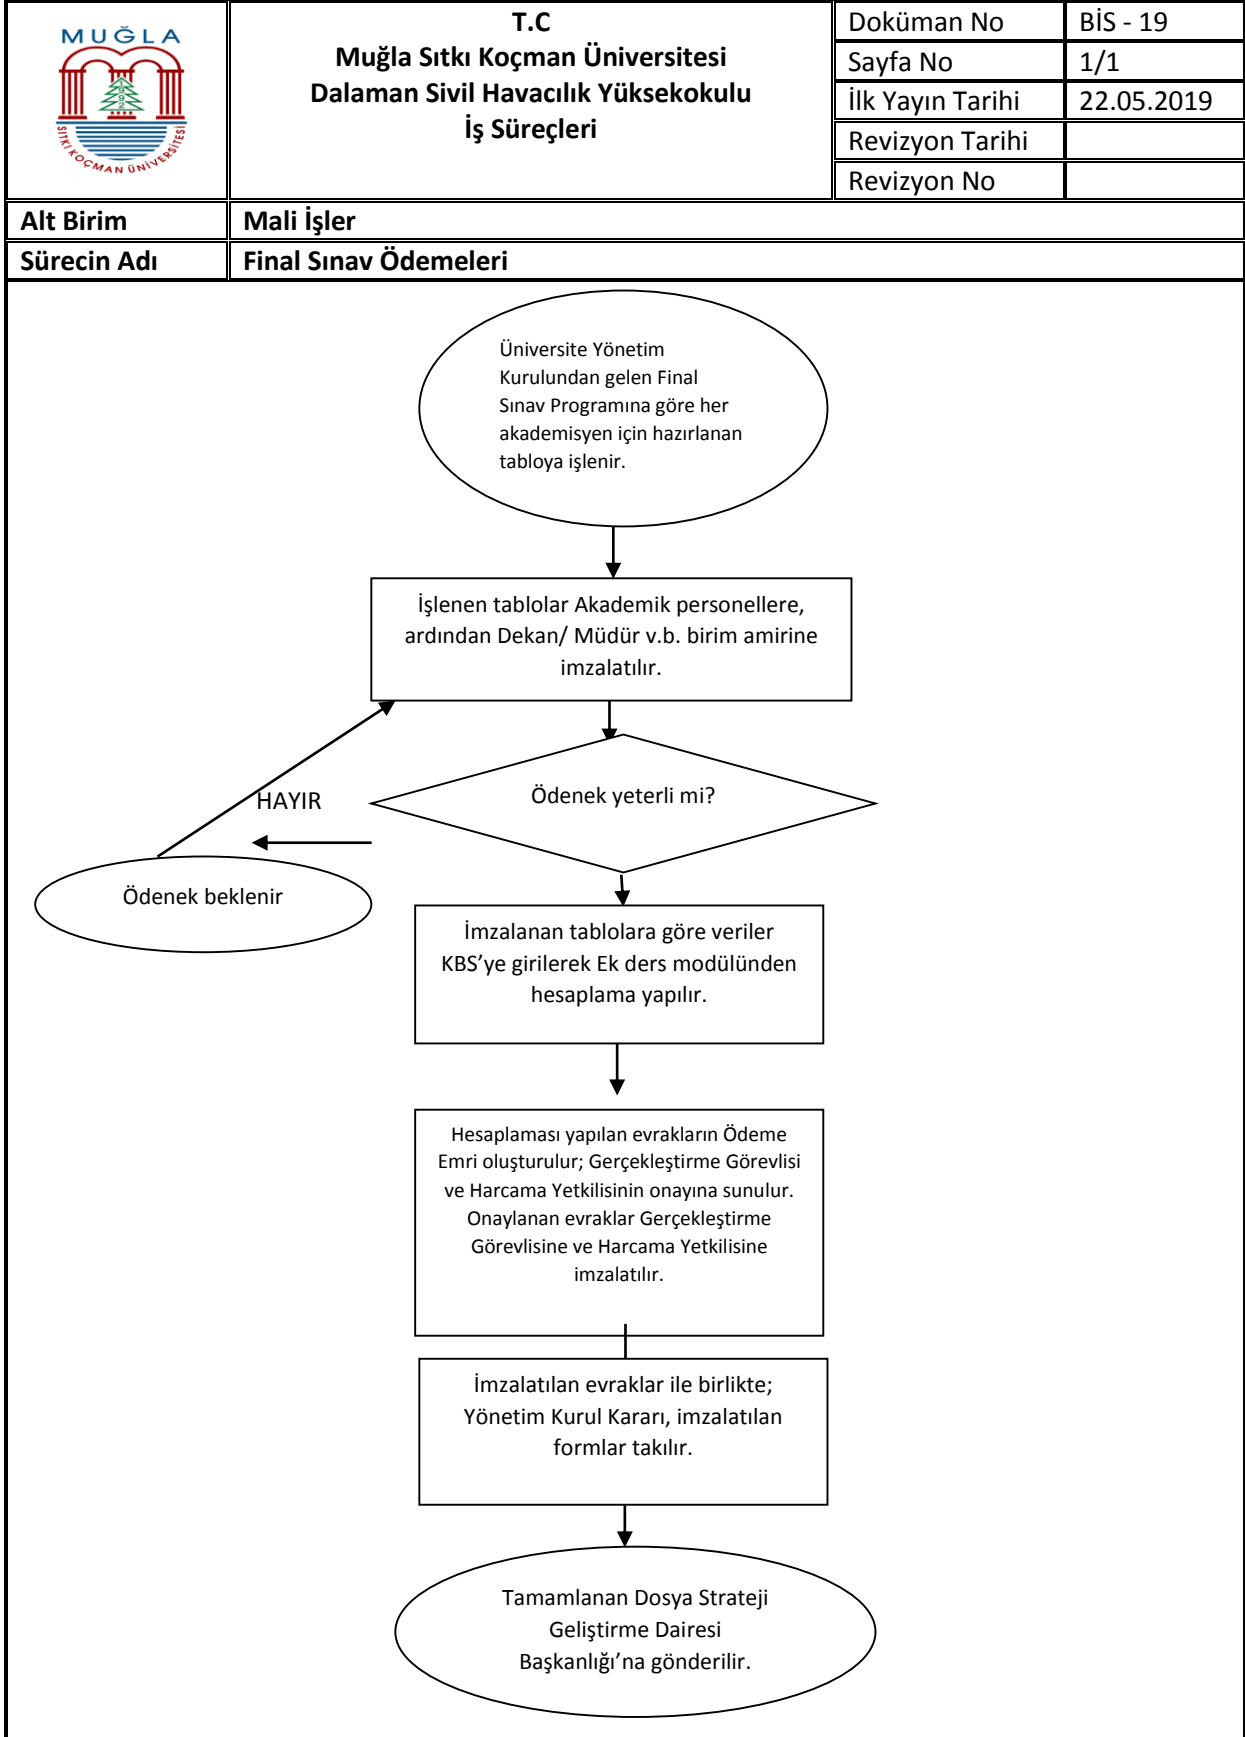 MUĞLA
1992
SITKI KOÇMAN ÜNİVERSİTESİ
T.C
Muğla Sıtkı Koçman Üniversitesi
Dalaman Sivil Havacılık Yüksekokulu
İş Süreçleri
Doküman No BİS - 19
Sayfa No 1/1
İlk Yayın Tarihi 22.05.2019
Revizyon Tarihi
Revizyon No
Alt Birim Mali İşler
Sürecin Adı Final Sınav Ödemeleri
Üniversite Yönetim
Kurulundan gelen Final
Sınav Programına göre her
akademisyen için hazırlanan
tabloya işlenir.
İşlenen tablolar Akademik personellere,
ardından Dekan/ Müdür v.b. birim amirine
imzalatılır.
Ödenek yeterli mi?
HAYIR
Ödenek beklenir
İmzalanan tablolara göre veriler
KBS’ye girilerek Ek ders modülünden
hesaplama yapılır.
Hesaplaması yapılan evrakların Ödeme
Emri oluşturulur; Gerçekleştirme Görevlisi
ve Harcama Yetkilisinin onayına sunulur.
Onaylanan evraklar Gerçekleştirme
Görevlisine ve Harcama Yetkilisine
imzalatılır.
İmzalatılan evraklar ile birlikte;
Yönetim Kurul Kararı, imzalatılan
formlar takılır.
Tamamlanan Dosya Strateji
Geliştirme Dairesi
Başkanlığı’na gönderilir.